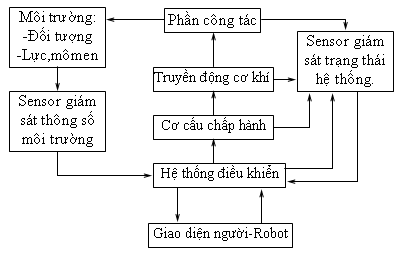 Môi trường:
-Đối tượng
-Lực,mômen
Phần công tác
Sensor giám
sát trạng thái
hệ thống.
Truyền động cơ khí
Sensor giám
sát thông số
môi trường
Cơ cấu chấp hành
Hệ thống điều khiển
Giao diện người-Robot